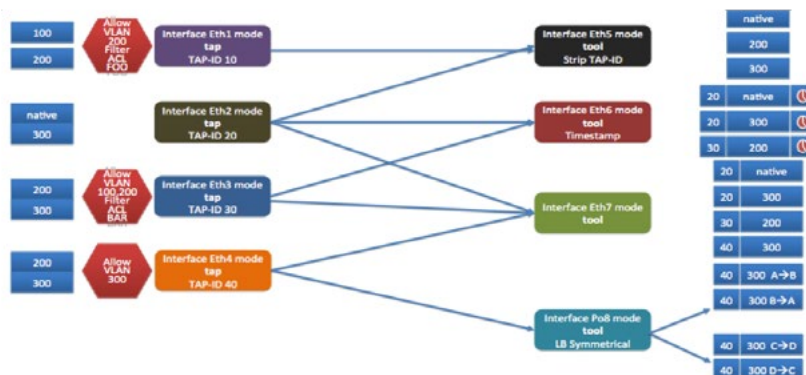 100
200
Allow
VLAN
200
Filter
ACL
FOO
Interface Eth1 mode
tap
TAP-ID 10
Interface Eth5 mode
tool
Strip TAP-ID
native
200
300
native
300
Interface Eth2 mode
tap
TAP-ID 20
Interface Eth6 mode
tool
Timestamp
20 native
20 300
30 200
200
300
Allow
VLAN
100,200
Filter
ACL
BAR
Interface Eth3 mode
tap
TAP-ID 30
Interface Eth7 mode
tool
20 native
20 300
30 200
40 300
200
300
Allow
VLAN
300
Interface Eth4 mode
tap
TAP-ID 40
Interface Po8 mode
tool
LB Symmetrical
40 300 A→B
40 300 B→A
40 300 C→D
40 300 D→C